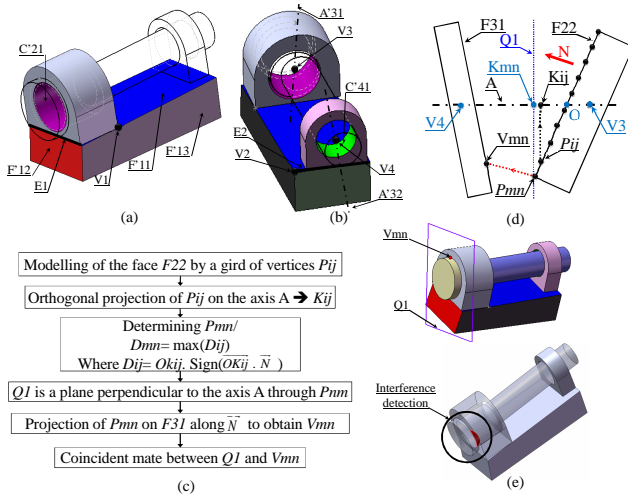 C'21
F'12
E1
V1
F'11
F'13
(a)
A'31
V3
C'41
E2
V2
V4
A'32
(b)
F31
Q1
F22
N
Kmn
Kij
A
O
V4
V3
Vmn
Pij
Pmn
(d)
Modelling of the face F22 by a gird of vertices Pij
Orthogonal projection of Pij on the axis A ➔ Kij
Determining Pmn/
Dmn= max(Dij)
Where Dij= Okij. Sign(OKij . N )
Q1 is a plane perpendicular to the axis A through Pnm
Projection of Pmn on F31 along N to obtain Vmn
Coincident mate between Q1 and Vmn
(c)
Vmn
Q1
Interference
detection
(e)